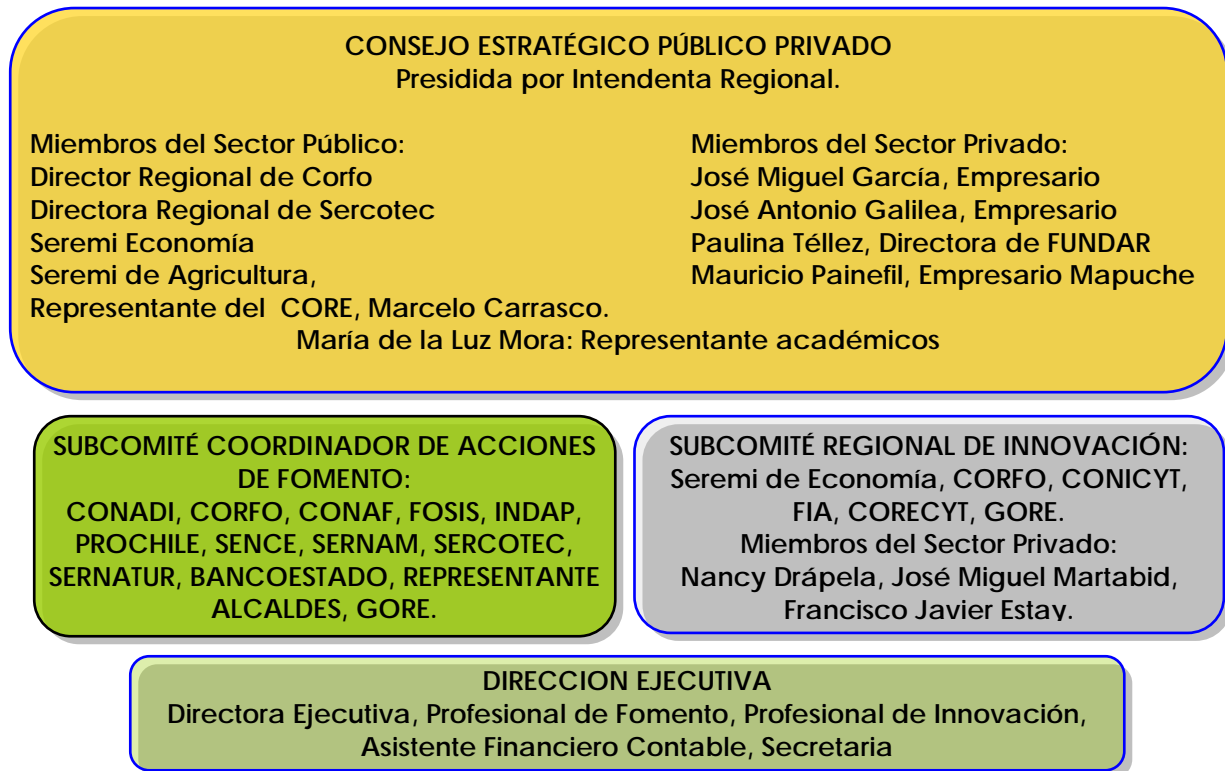 CONSEJO ESTRATÉGICO PÚBLICO PRIVADO
Presidida por Intendenta Regional.
Miembros del Sector Público:
Director Regional de Corfo
Directora Regional de Sercotec
Seremi Economía
Seremi de Agricultura,
Representante del CORE, Marcelo Carrasco.
Miembros del Sector Privado:
José Miguel García, Empresario
José Antonio Galilea, Empresario
Paulina Téllez, Directora de FUNDAR
Mauricio Painefil, Empresario Mapuche
María de la Luz Mora: Representante académicos
SUBCOMITÉ COORDINADOR DE ACCIONES
DE FOMENTO:
CONADI, CORFO, CONAF, FOSIS, INDAP,
PROCHILE, SENCE, SERNAM, SERCOTEC,
SERNATUR, BANCOESTADO, REPRESENTANTE
ALCALDES, GORE.
SUBCOMITÉ REGIONAL DE INNOVACIÓN:
Seremi de Economía, CORFO, CONICYT,
FIA, CORECYT, GORE.
Miembros del Sector Privado:
Nancy Drápela, José Miguel Martabid,
Francisco Javier Estay.
DIRECCION EJECUTIVA
Directora Ejecutiva, Profesional de Fomento, Profesional de Innovación,
Asistente Financiero Contable, Secretaria